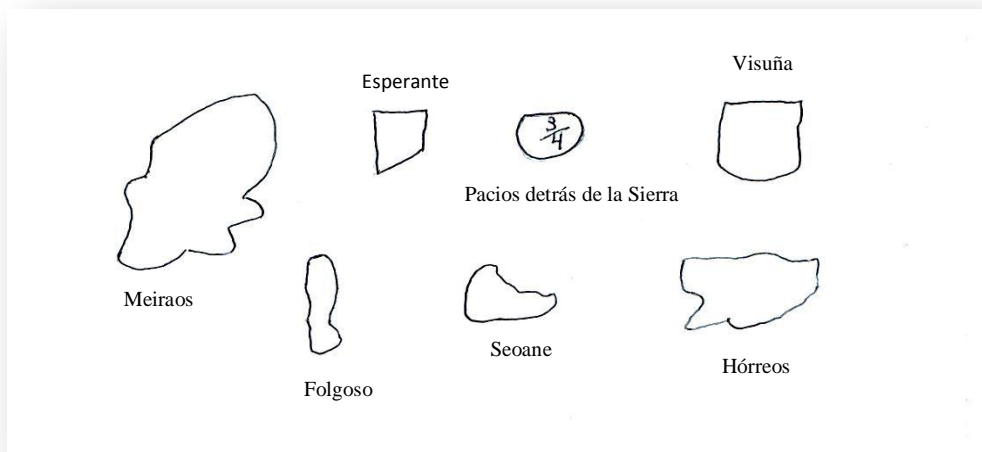 Visuña
Esperante
3/4
Pacios detrás de la Sierra
Meiraos
Seoane
Hórreos
Folgoso